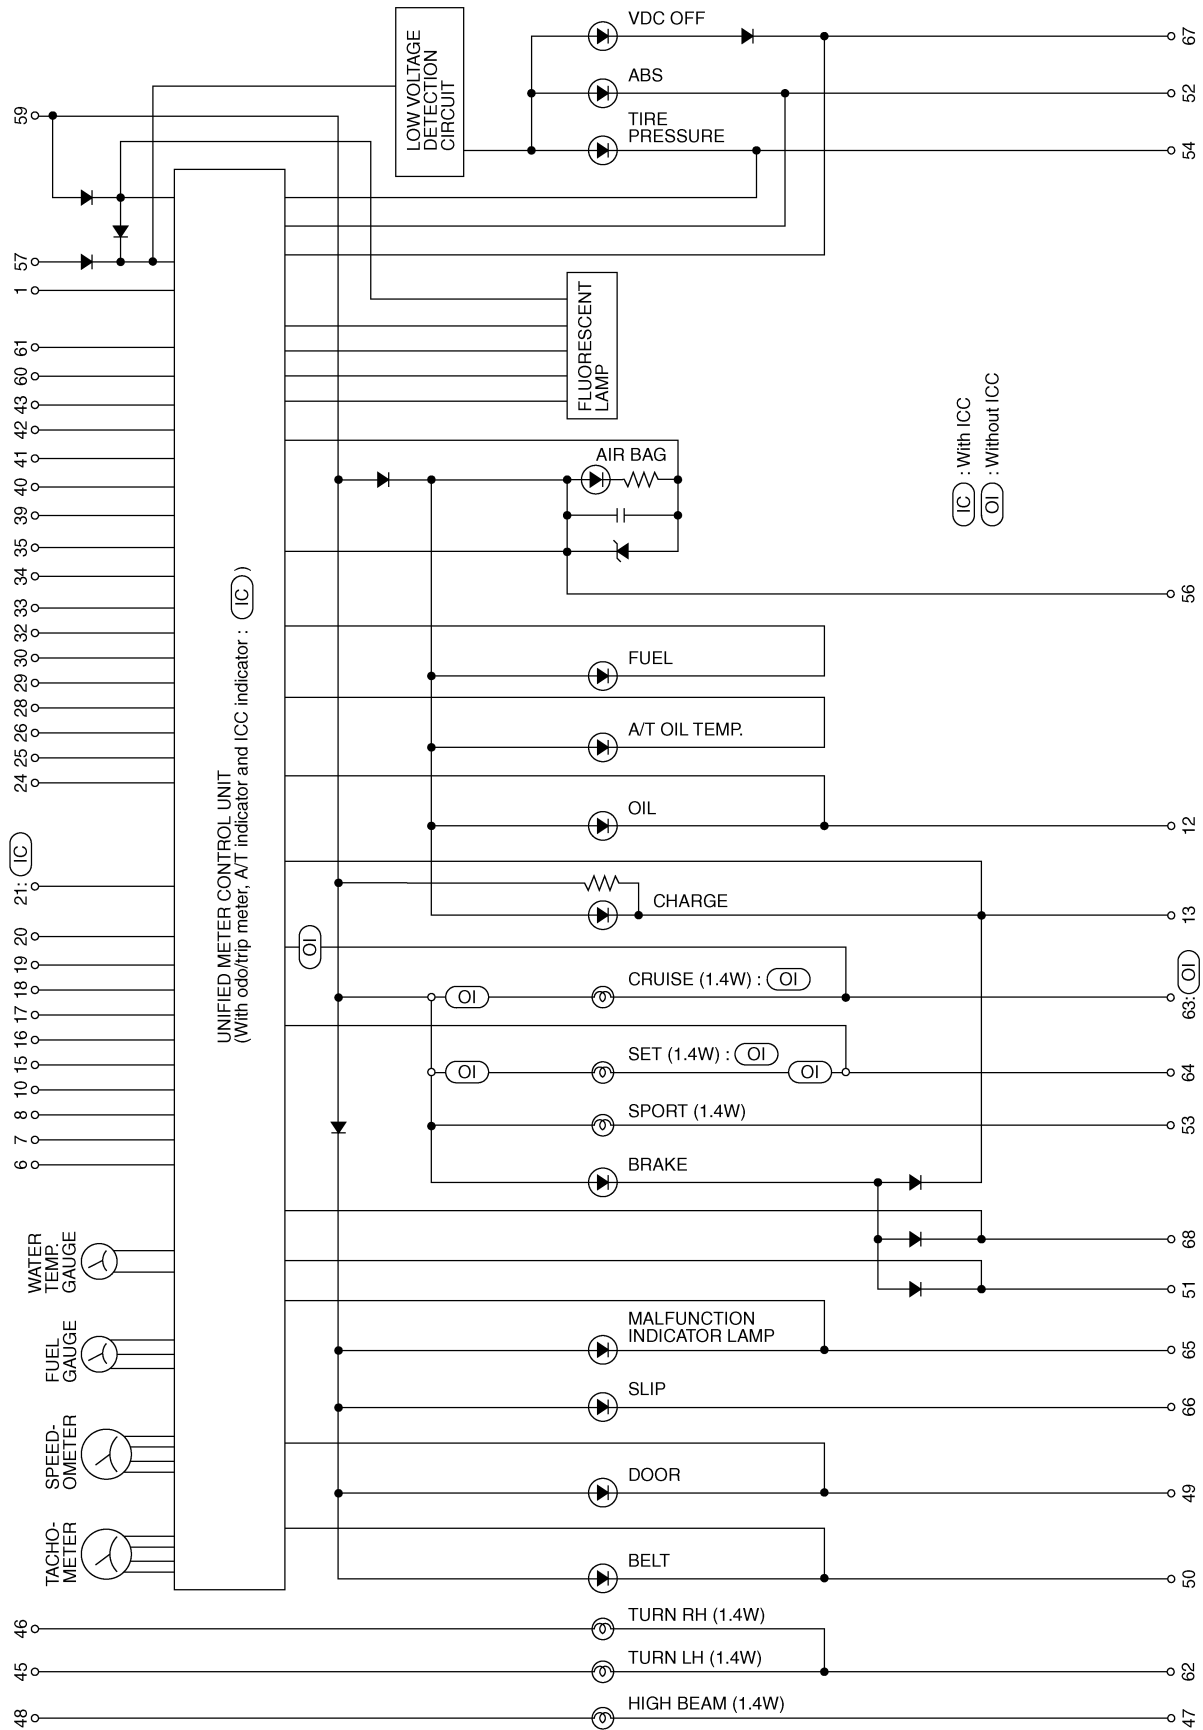 VDC OFF
67
ABS
52
TIRE
PRESSURE
54
LOW VOLTAGE
DETECTION
CIRCUIT
59
57
1
61
60
43
42
41
40
39
35
34
33
32
30
29
28
26
25
24
21: IC
20
19
18
17
16
15
10
8
7
6
UNIFIED METER CONTROL UNIT
(With odo/trip meter, A/T indicator and ICC indicator : IC )
FLUORESCENT
LAMP
AIR BAG
IC : With ICC
OI : Without ICC
56
FUEL
A/T OIL TEMP.
OIL
12
CHARGE
13
OI
CRUISE (1.4W) : OI
OI
63: OI
SET (1.4W) : OI
OI
OI
64
SPORT (1.4W)
53
BRAKE
68
51
WATER
TEMP.
GAUGE
FUEL
GAUGE
SPEED-
OMETER
TACHO-
METER
MALFUNCTION
INDICATOR LAMP
65
SLIP
66
DOOR
49
BELT
50
46
TURN RH (1.4W)
45
TURN LH (1.4W)
62
48
HIGH BEAM (1.4W)
47